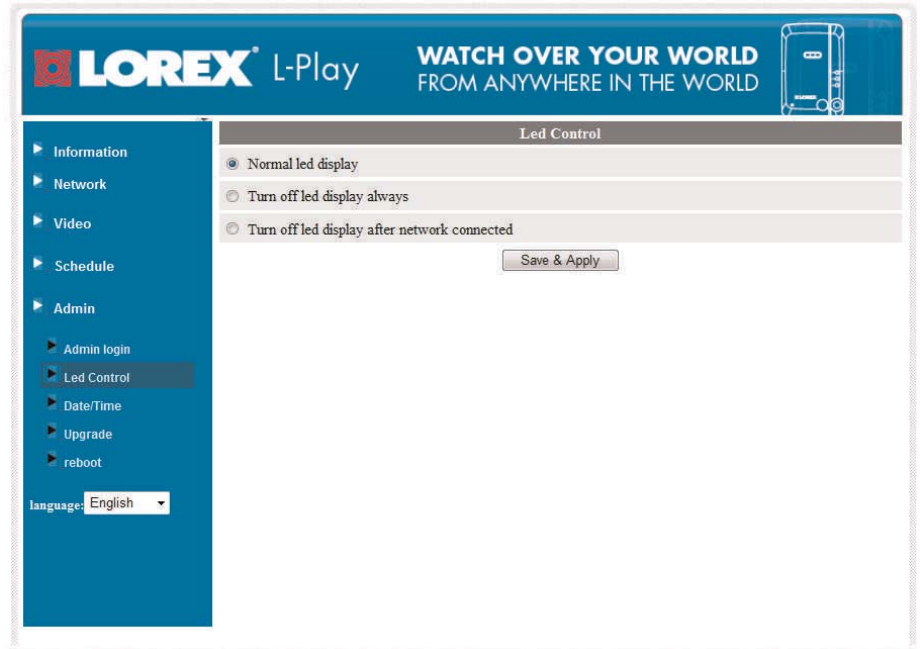 LOREX L-Play
WATCH OVER YOUR WORLD
FROM ANYWHERE IN THE WORLD
Information
Network
Video
Schedule
Admin
Admin login
Led Control
Date/Time
Upgrade
reboot
language: English
Led Control
Normal led display
Turn off led display always
Turn off led display after network connected
Save & Apply